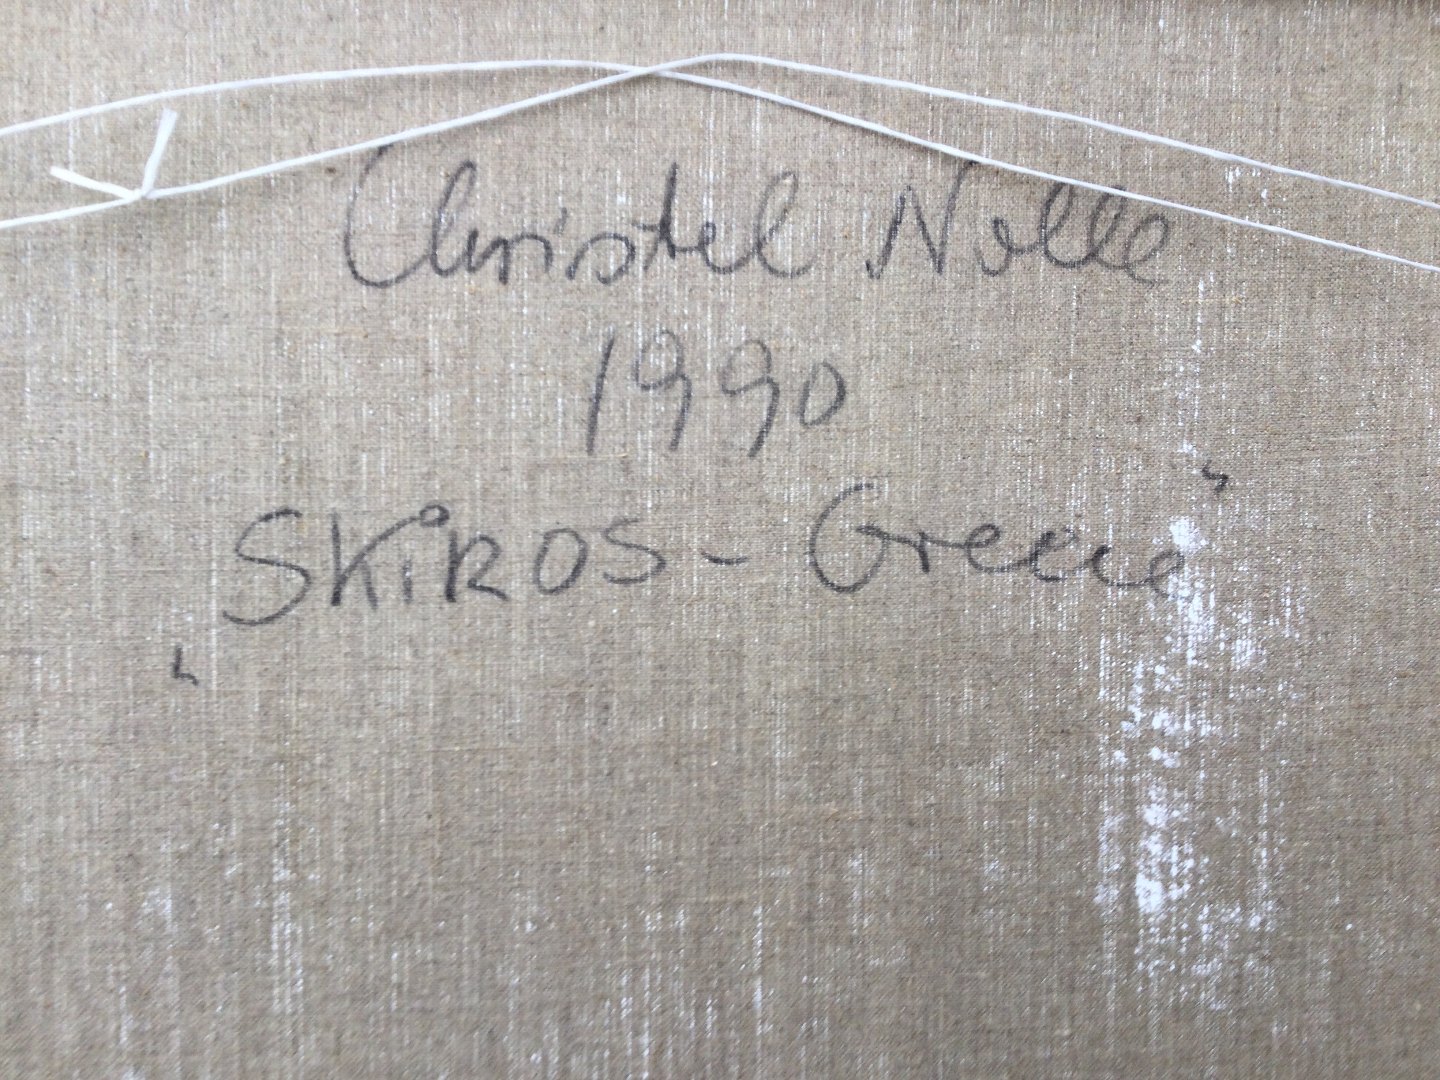 Christel Nolle
1990
„SKiROS - Greece"